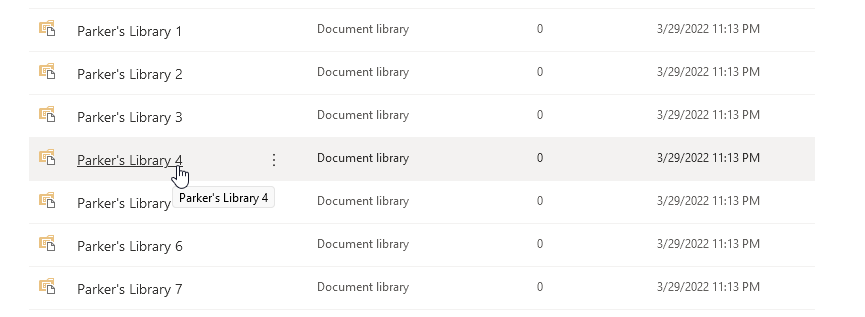 Parker's Library 1 Document library 0 3/29/2022 11:13 PM
Parker's Library 2 Document library 0 3/29/2022 11:13 PM
Parker's Library 3 Document library 0 3/29/2022 11:13 PM
Parker's Library 4 Document library 0 3/29/2022 11:13 PM
Parker's Library 4
Parker's Library Document library 0 3/29/2022 11:13 PM
Parker's Library 6 Document library 0 3/29/2022 11:13 PM
Parker's Library 7 Document library 0 3/29/2022 11:13 PM